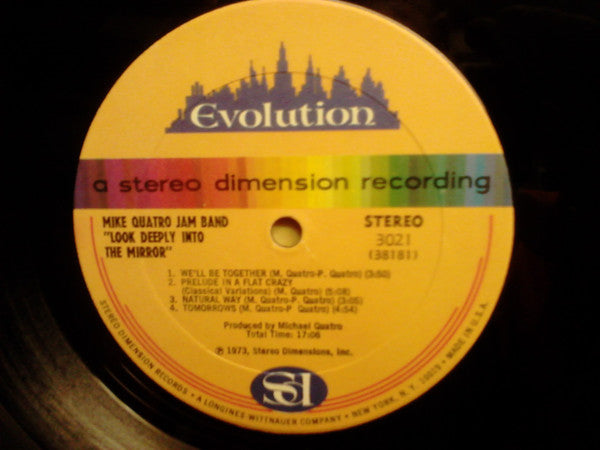 Evolution
a stereo dimension recording
MIKE QUATRO JAM BAND
"LOOK DEEPLY INTO
THE MIRROR"
STEREO
3021
(38181)
1. WE'LL BE TOGETHER (M. Quatro-P. Quatro) (3:50)
2. PRELUDE IN A FLAT CRAZY
(Classical Variations) (M. Quatro) (5:08)
3. NATURAL WAY (M. Quatro-P. Quatro) (3:05)
4. TOMORROWS (M. Quatro-P Quatro) (4:54)
Produced by Michael Quatro
Total Time: 17:06
℗ 1973, Stereo Dimensions, Inc.
SD
STEREO DIMENSION RECORDS • A LONGINES WITTNAUER COMPANY • NEW YORK, N. Y. 10019 • MADE IN U.S.A.